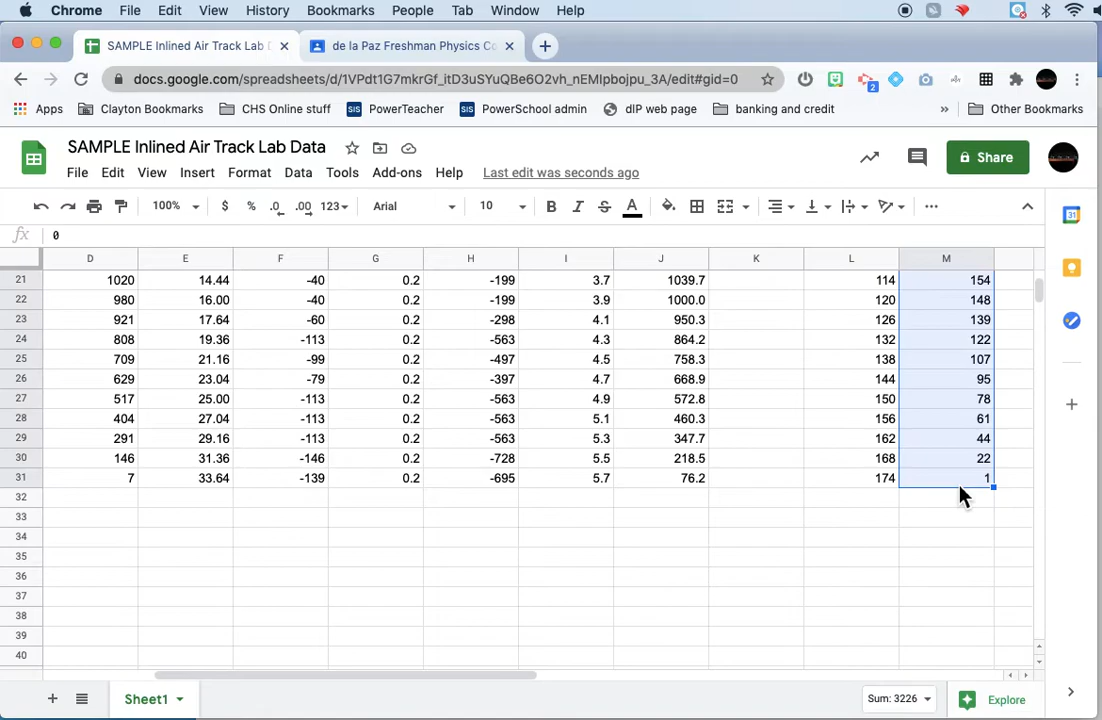 Chrome File Edit View History Bookmarks People Tab Window Help
SAMPLE Inlined Air Track Lab D
de la Paz Freshman Physics Co
docs.google.com/spreadsheets/d/1VPdt1G7mkrGf_itD3uSYuQBe6O2vh_nEMIpbojpu_3A/edit#gid=0
2
Apps Clayton Bookmarks CHS Online stuff SIS PowerTeacher SIS PowerSchool admin dIP web page banking and credit » Other Bookmarks
SAMPLE Inlined Air Track Lab Data
Share
File Edit View Insert Format Data Tools Add-ons Help Last edit was seconds ago
100% $ % .0 .00 123 Arial 10 B I S A
fx 0
D E F G H I J K L M
21 1020 14.44 -40 0.2 -199 3.7 1039.7 114 154
22 980 16.00 -40 0.2 -199 3.9 1000.0 120 148
23 921 17.64 -60 0.2 -298 4.1 950.3 126 139
24 808 19.36 -113 0.2 -563 4.3 864.2 132 122
25 709 21.16 -99 0.2 -497 4.5 758.3 138 107
26 629 23.04 -79 0.2 -397 4.7 668.9 144 95
27 517 25.00 -113 0.2 -563 4.9 572.8 150 78
28 404 27.04 -113 0.2 -563 5.1 460.3 156 61
29 291 29.16 -113 0.2 -563 5.3 347.7 162 44
30 146 31.36 -146 0.2 -728 5.5 218.5 168 22
31 7 33.64 -139 0.2 -695 5.7 76.2 174 1
32
33
34
35
36
37
38
39
40
31
Sheet1 Sum: 3226 Explore